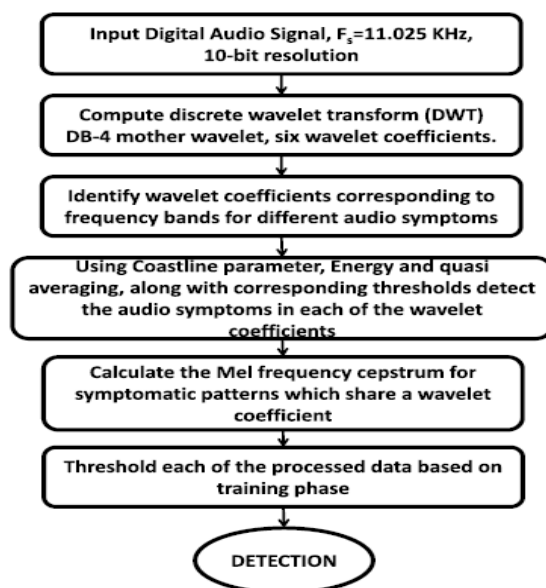 Input Digital Audio Signal, Fs=11.025 KHz,
10-bit resolution
Compute discrete wavelet transform (DWT)
DB-4 mother wavelet, six wavelet coefficients.
Identify wavelet coefficients corresponding to
frequency bands for different audio symptoms
Using Coastline parameter, Energy and quasi
averaging, along with corresponding thresholds detect
the audio symptoms in each of the wavelet
coefficients
Calculate the Mel frequency cepstrum for
symptomatic patterns which share a wavelet
coefficient
Threshold each of the processed data based on
training phase
DETECTION